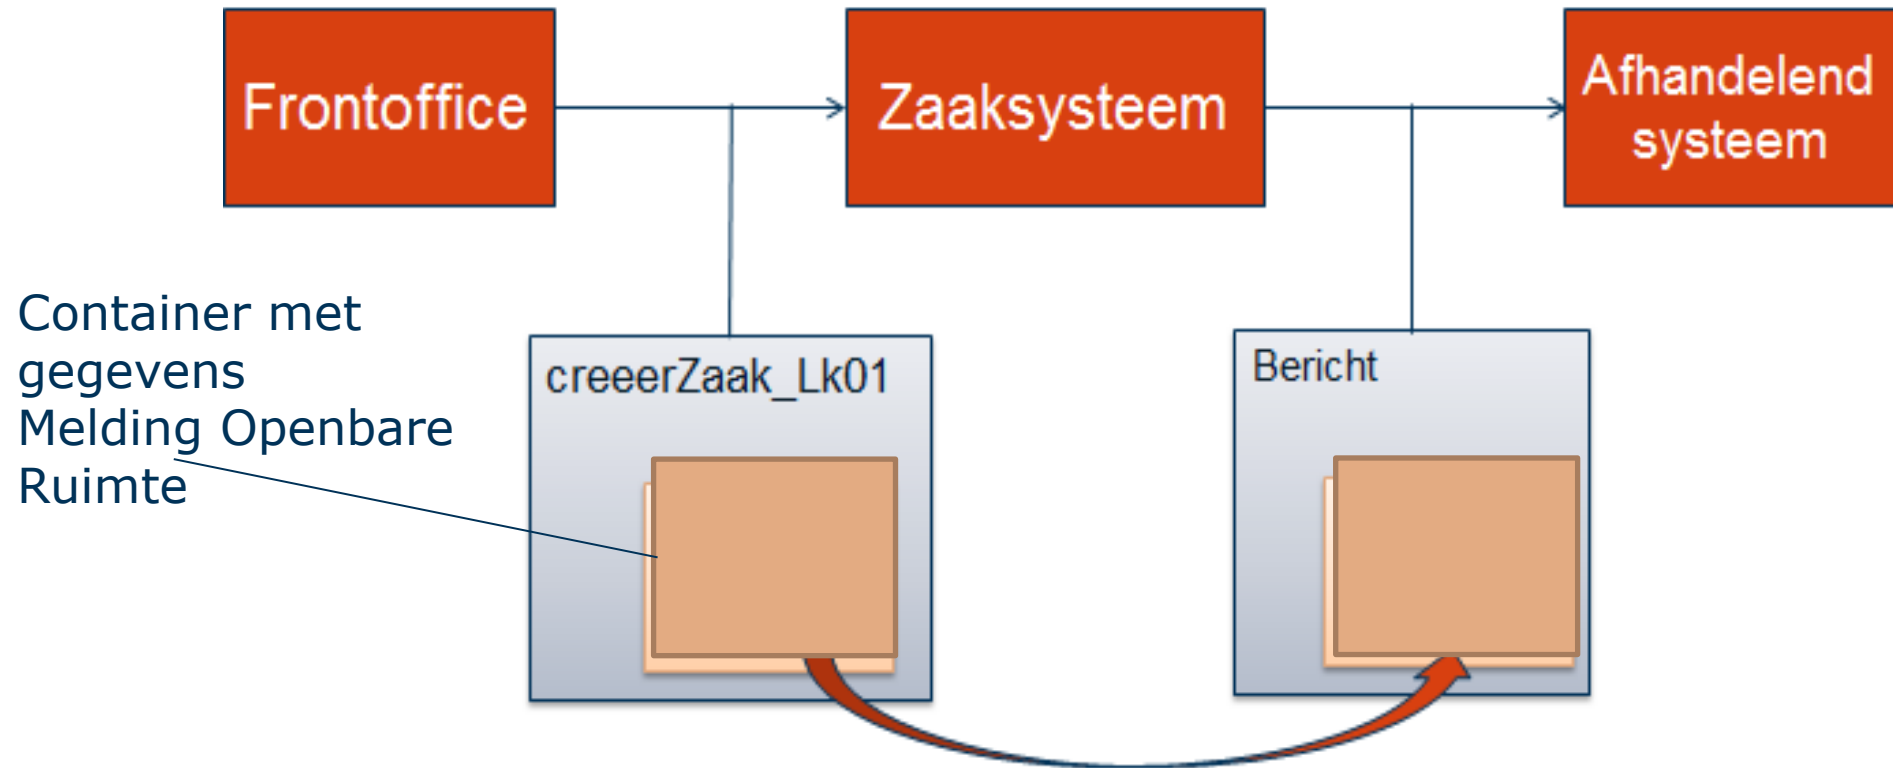 Frontoffice
Zaaksysteem
Afhandelend
systeem
Container met
gegevens
Melding Openbare
Ruimte
creeerZaak_Lk01
Bericht